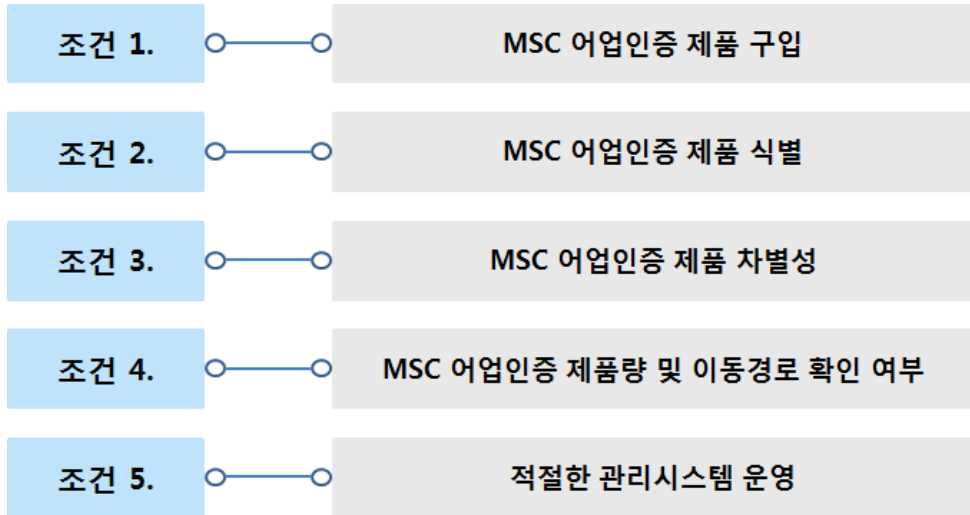 조건 1. MSC 어업인증 제품 구입
조건 2. MSC 어업인증 제품 식별
조건 3. MSC 어업인증 제품 차별성
조건 4. MSC 어업인증 제품량 및 이동경로 확인 여부
조건 5. 적절한 관리시스템 운영